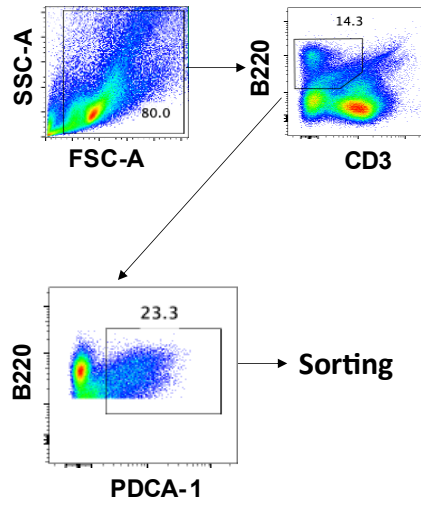 SSC-A
80.0
FSC-A
14.3
B220
CD3
23.3
B220
PDCA-1
Sorting